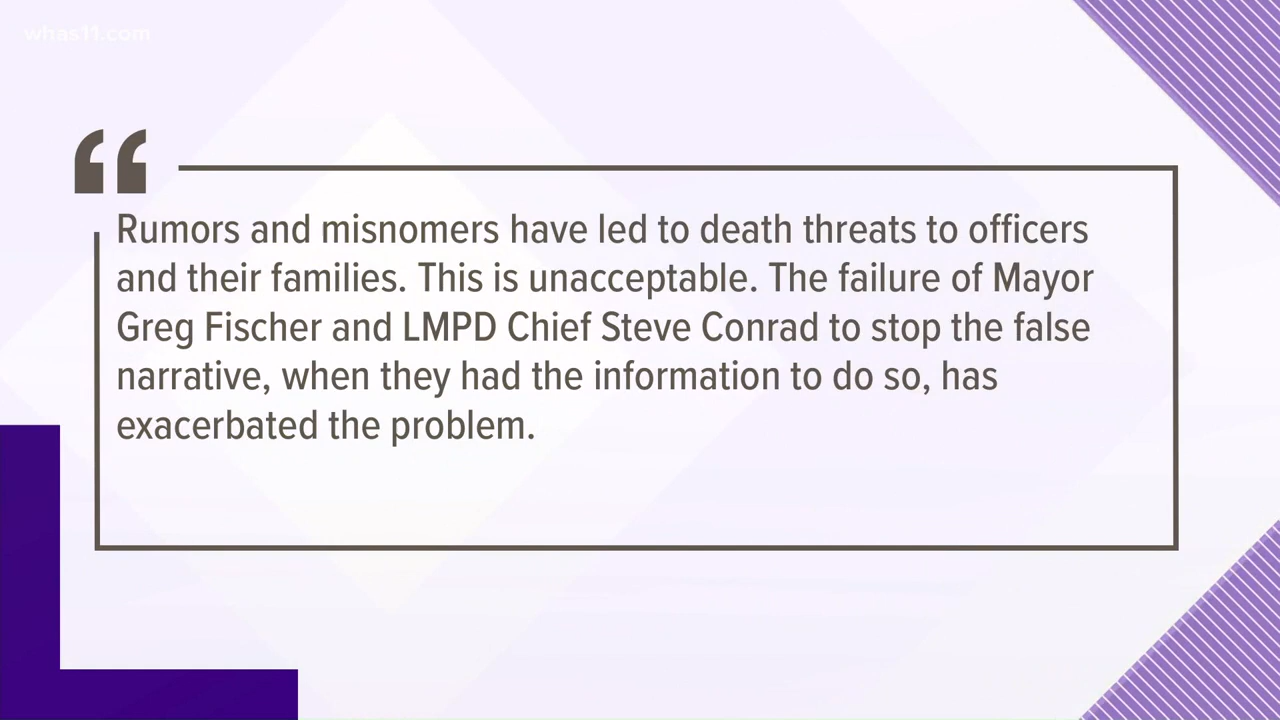 whas11.com
“
Rumors and misnomers have led to death threats to officers
and their families. This is unacceptable. The failure of Mayor
Greg Fischer and LMPD Chief Steve Conrad to stop the false
narrative, when they had the information to do so, has
exacerbated the problem.